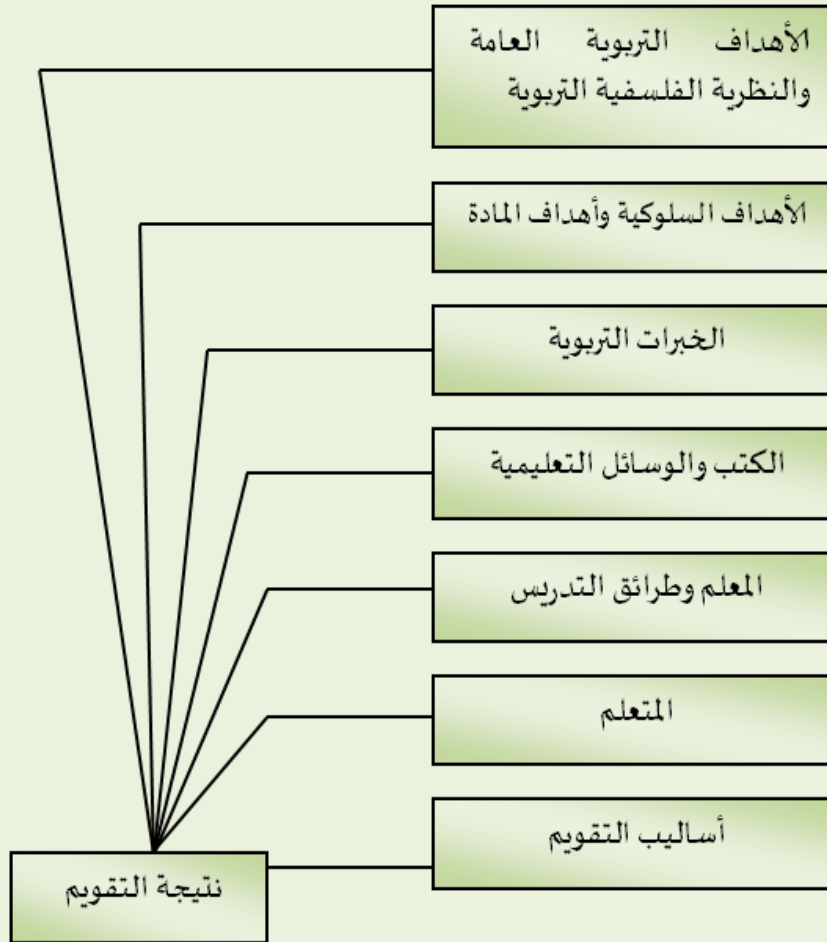 الأهداف التربوية العامة
والنظرية الفلسفية التربوية
الأهداف السلوكية وأهداف المادة
الخبرات التربوية
الكتب والوسائل التعليمية
المعلم وطرائق التدريس
المتعلم
أساليب التقويم
نتيجة التقويم